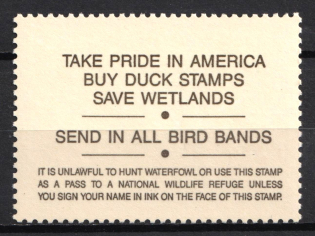 TAKE PRIDE IN AMERICA
BUY DUCK STAMPS
SAVE WETLANDS
SEND IN ALL BIRD BANDS
IT IS UNLAWFUL TO HUNT WATERFOWL OR USE THIS STAMP
AS A PASS TO A NATIONAL WILDLIFE REFUGE UNLESS
YOU SIGN YOUR NAME IN INK ON THE FACE OF THIS STAMP.